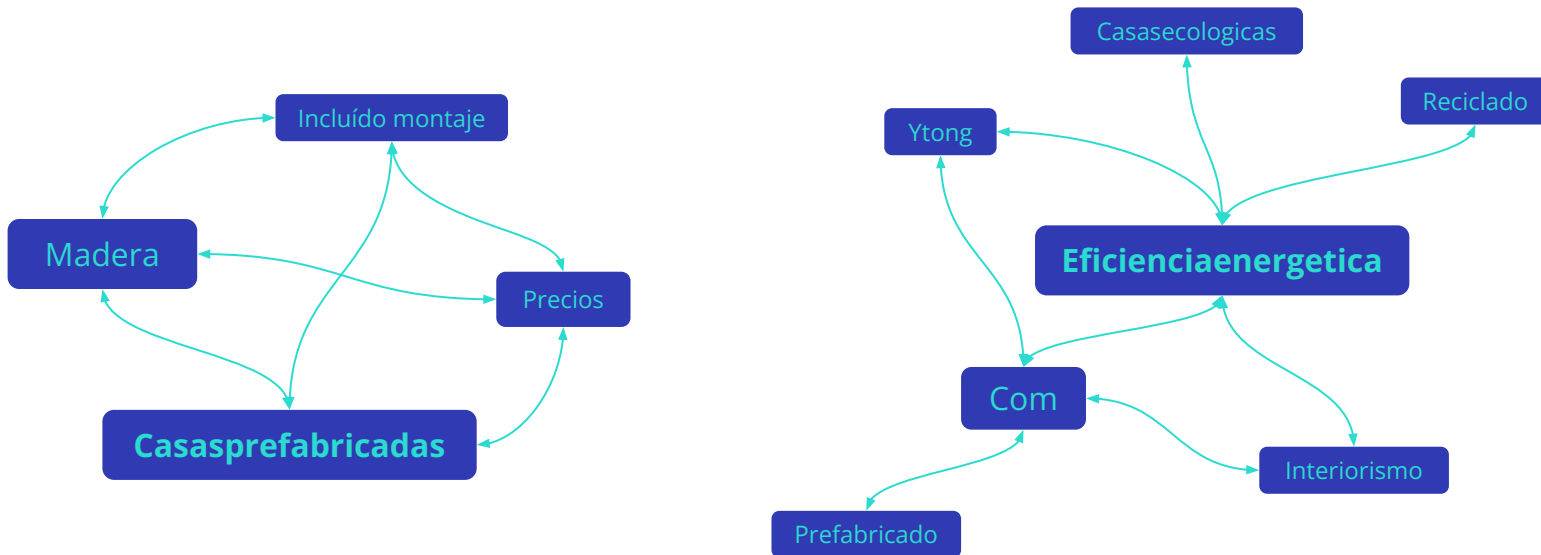 Incluído montaje
Madera
Precios
Casasprefabricadas
Casasecologicas
Reciclado
Ytong
Eficienciaenergetica
Com
Interiorismo
Prefabricado